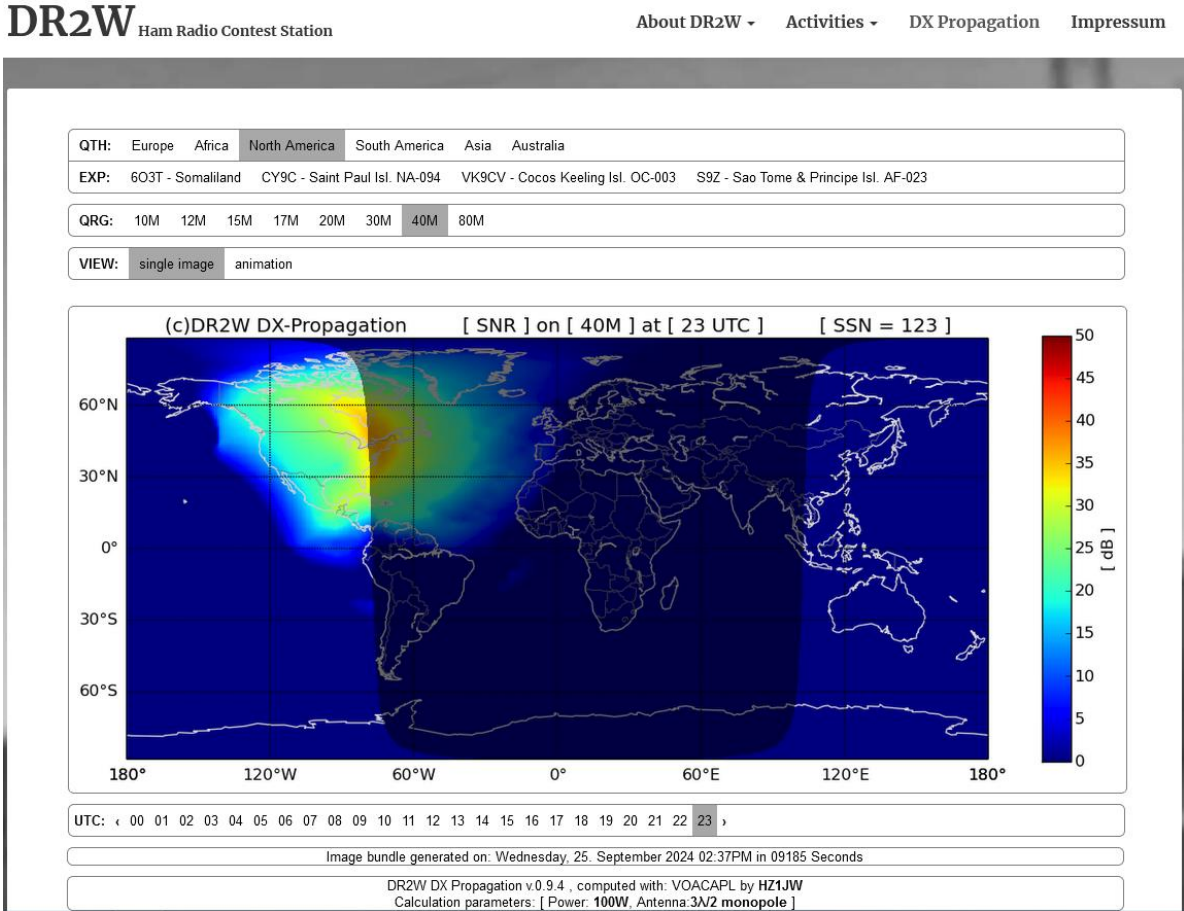 DR2W Ham Radio Contest Station
About DR2W Activities DX Propagation Impressum
QTH: Europe Africa North America South America Asia Australia
EXP: 6O3T - Somaliland CY9C - Saint Paul Isl. NA-094 VK9CV - Cocos Keeling Isl. OC-003 S9Z - Sao Tome & Principe Isl. AF-023
QRG: 10M 12M 15M 17M 20M 30M 40M 80M
VIEW: single image animation
(c)DR2W DX-Propagation [ SNR ] on [ 40M ] at [ 23 UTC ] [ SSN = 123 ]
60°N
30°N
0°
30°S
60°S
180° 120°W 60°W 0° 60°E 120°E 180°
50
45
40
35
30
25
20
15
10
5
0
[ dB ]
UTC: ‹ 00 01 02 03 04 05 06 07 08 09 10 11 12 13 14 15 16 17 18 19 20 21 22 23 ›
Image bundle generated on: Wednesday, 25. September 2024 02:37PM in 09185 Seconds
DR2W DX Propagation v.0.9.4 , computed with: VOACAPL by HZ1JW
Calculation parameters: [ Power: 100W, Antenna:3λ/2 monopole ]